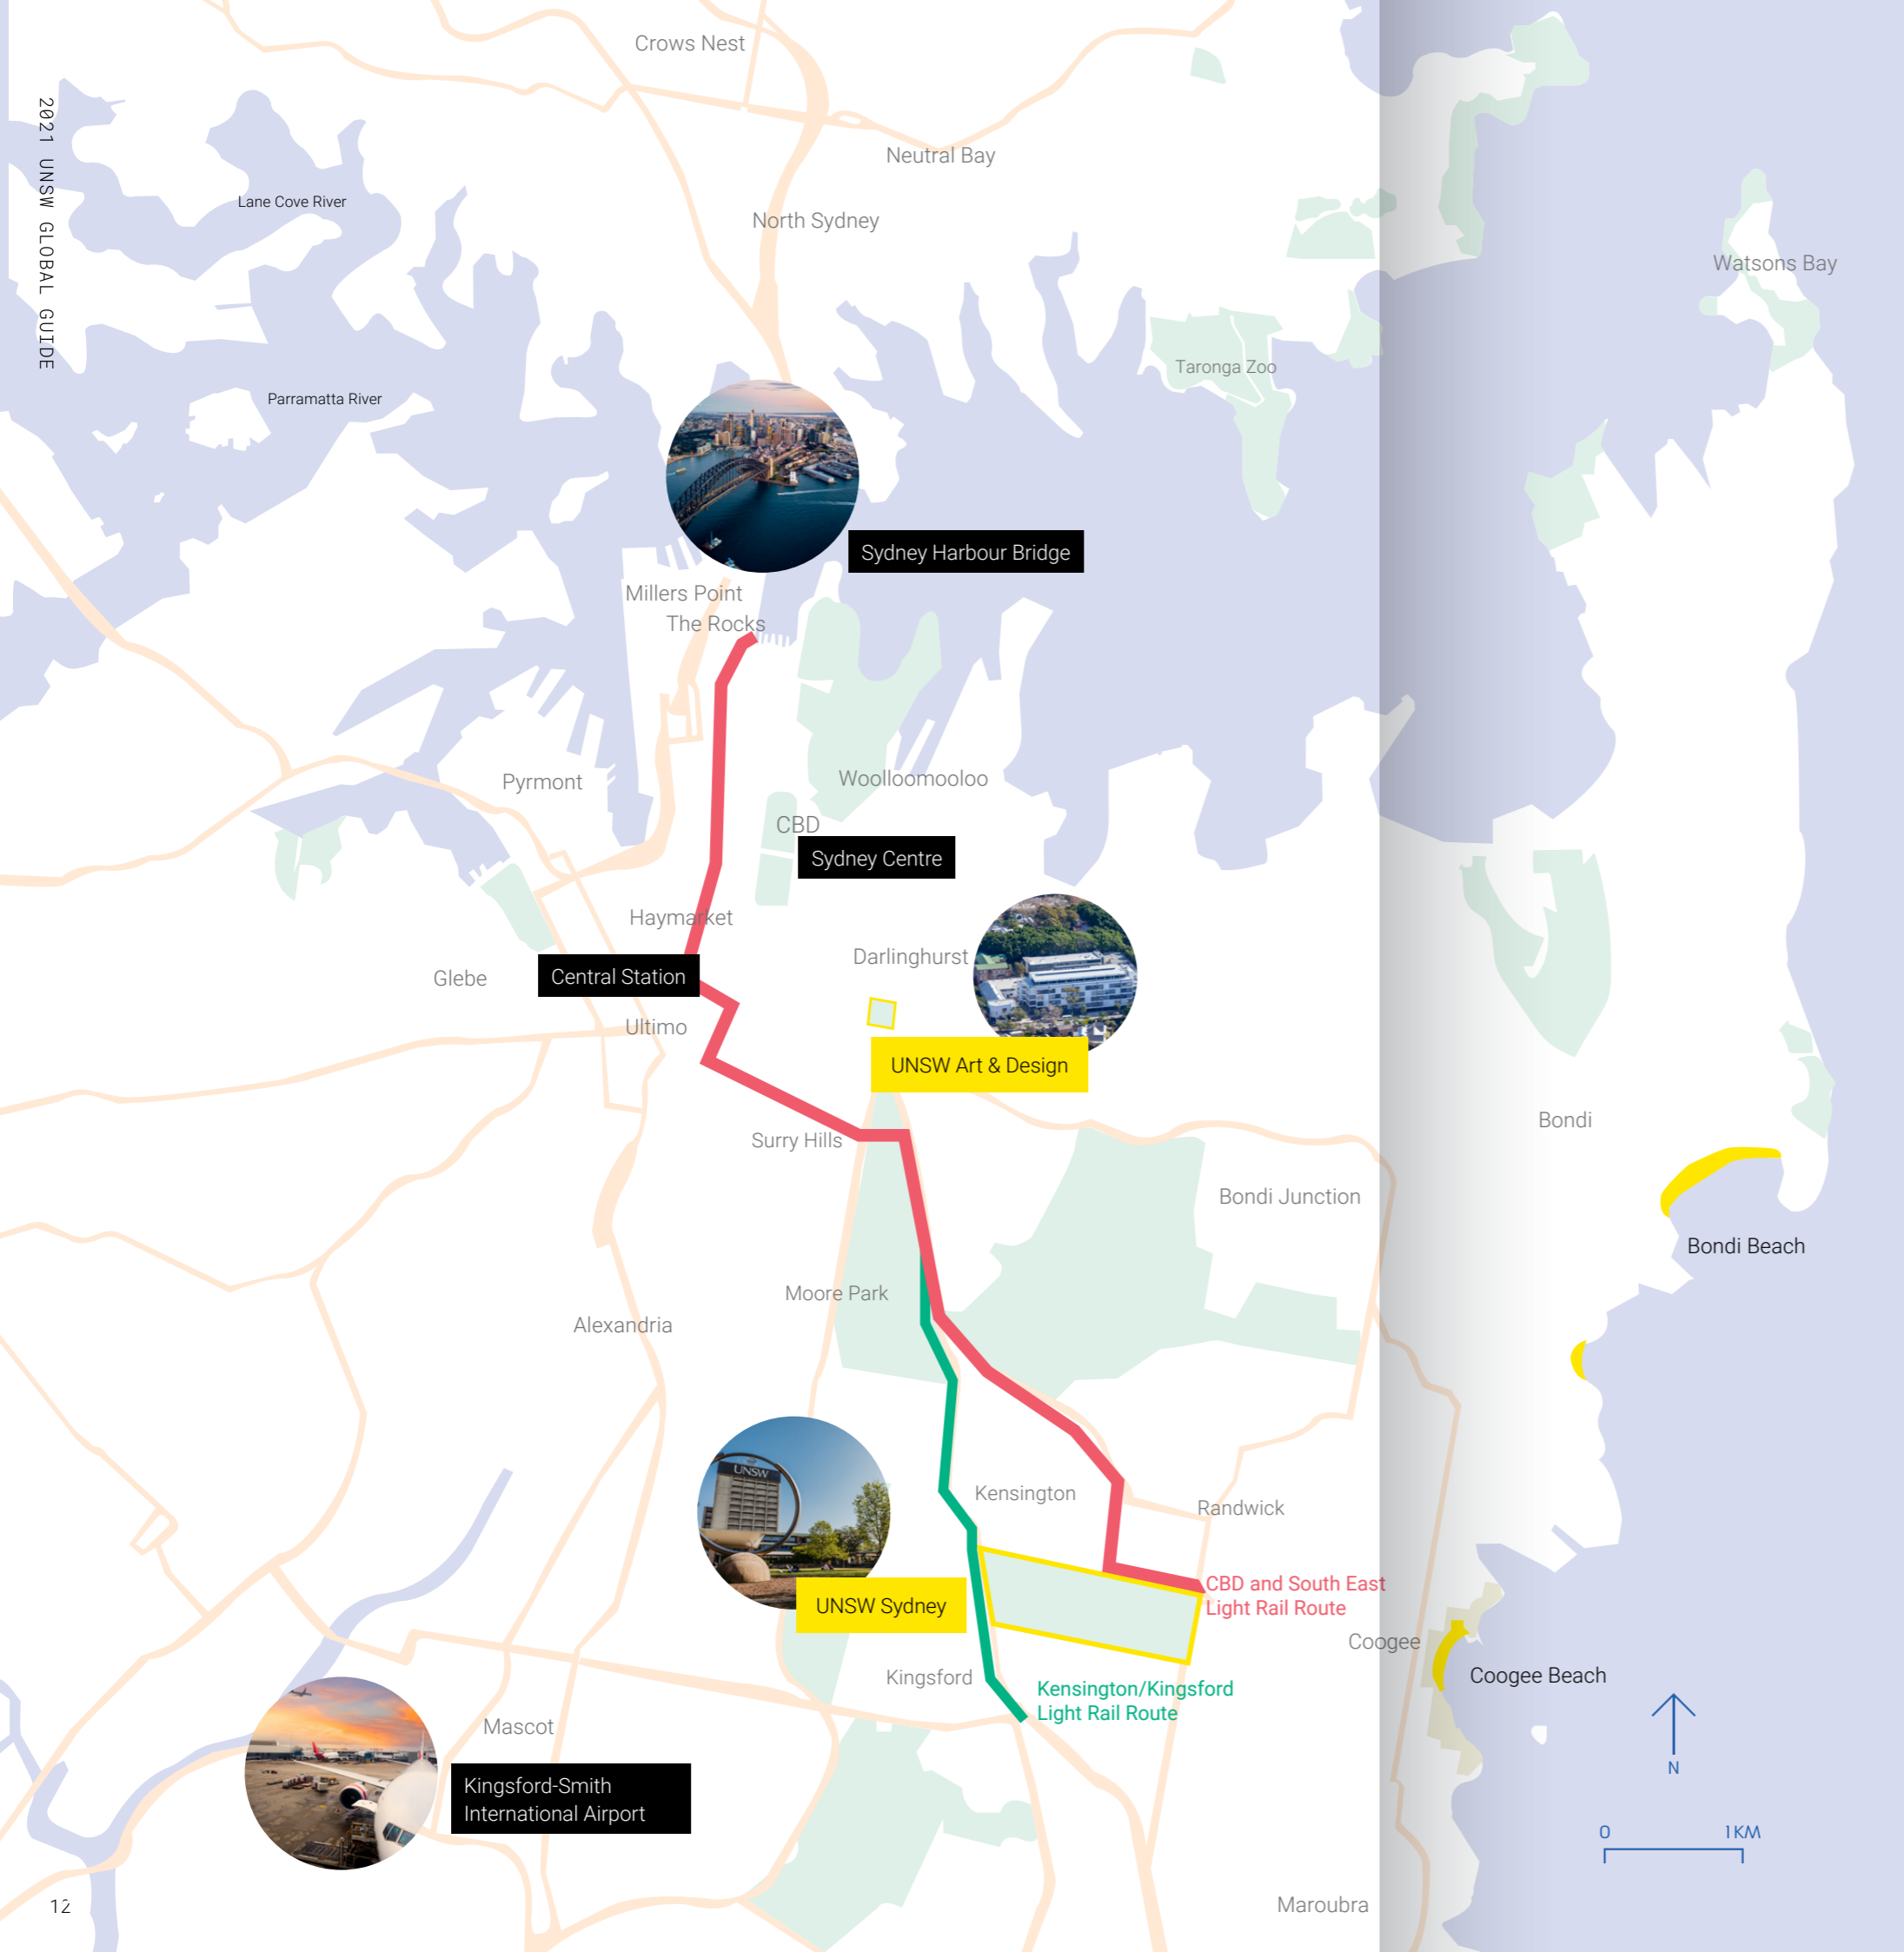 2021 UNSW GLOBAL GUIDE
Crows Nest
Neutral Bay
Lane Cove River
North Sydney
Watsons Bay
Taronga Zoo
Parramatta River
Sydney Harbour Bridge
Millers Point
The Rocks
Pyrmont
Woolloomooloo
CBD
Sydney Centre
Haymarket
Darlinghurst
Glebe
Central Station
Ultimo
UNSW Art & Design
Surry Hills
Bondi
Bondi Junction
Bondi Beach
Moore Park
Alexandria
UNSW
Kensington
Randwick
CBD and South East
Light Rail Route
UNSW Sydney
Coogee
Coogee Beach
Kingsford
Kensington/Kingsford
Light Rail Route
Mascot
N
Kingsford-Smith
International Airport
0 1KM
Maroubra
12